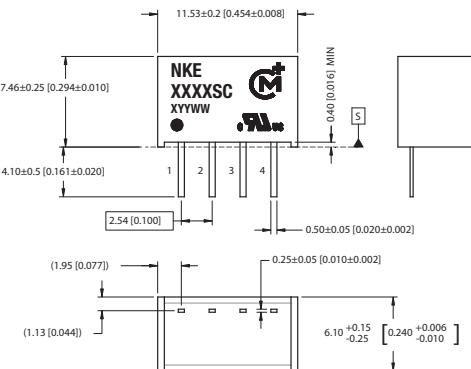 11.53±0.2 [0.454±0.008]
NKE
XXXXSC
XYYWW
CM+
c RU us
0.40 [0.016] MIN
S
7.46±0.25 [0.294±0.010]
4.10±0.5 [0.161±0.020]
1 2 3 4
2.54 [0.100]
0.50±0.05 [0.020±0.002]
(1.95 [0.077])
0.25±0.05 [0.010±0.002]
(1.13 [0.044])
6.10 +0.15 -0.25 [0.240 +0.006 -0.010]